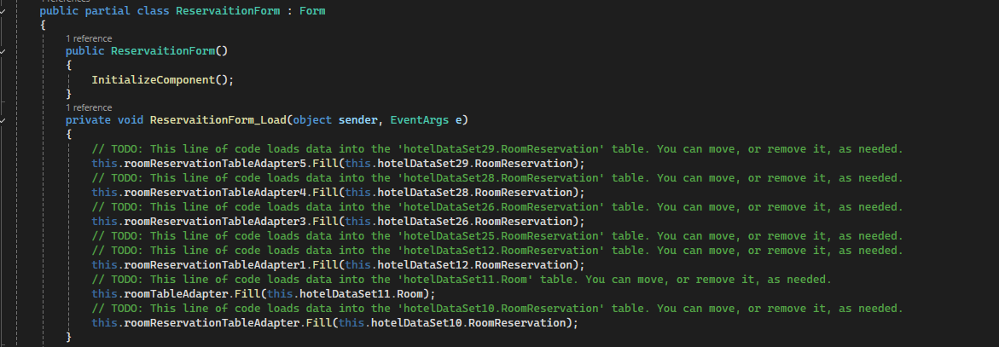 public partial class ReservaitionForm : Form
{
1 reference
public ReservaitionForm()
{
InitializeComponent();
}
1 reference
private void ReservaitionForm_Load(object sender, EventArgs e)
{
// TODO: This line of code loads data into the 'hotelDataSet29.RoomReservation' table. You can move, or remove it, as needed.
this.roomReservationTableAdapter5.Fill(this.hotelDataSet29.RoomReservation);
// TODO: This line of code loads data into the 'hotelDataSet28.RoomReservation' table. You can move, or remove it, as needed.
this.roomReservationTableAdapter4.Fill(this.hotelDataSet28.RoomReservation);
// TODO: This line of code loads data into the 'hotelDataSet26.RoomReservation' table. You can move, or remove it, as needed.
this.roomReservationTableAdapter3.Fill(this.hotelDataSet26.RoomReservation);
// TODO: This line of code loads data into the 'hotelDataSet25.RoomReservation' table. You can move, or remove it, as needed.
// TODO: This line of code loads data into the 'hotelDataSet12.RoomReservation' table. You can move, or remove it, as needed.
this.roomReservationTableAdapter1.Fill(this.hotelDataSet12.RoomReservation);
// TODO: This line of code loads data into the 'hotelDataSet11.Room' table. You can move, or remove it, as needed.
this.roomTableAdapter.Fill(this.hotelDataSet11.Room);
// TODO: This line of code loads data into the 'hotelDataSet10.RoomReservation' table. You can move, or remove it, as needed.
this.roomReservationTableAdapter.Fill(this.hotelDataSet10.RoomReservation);
}